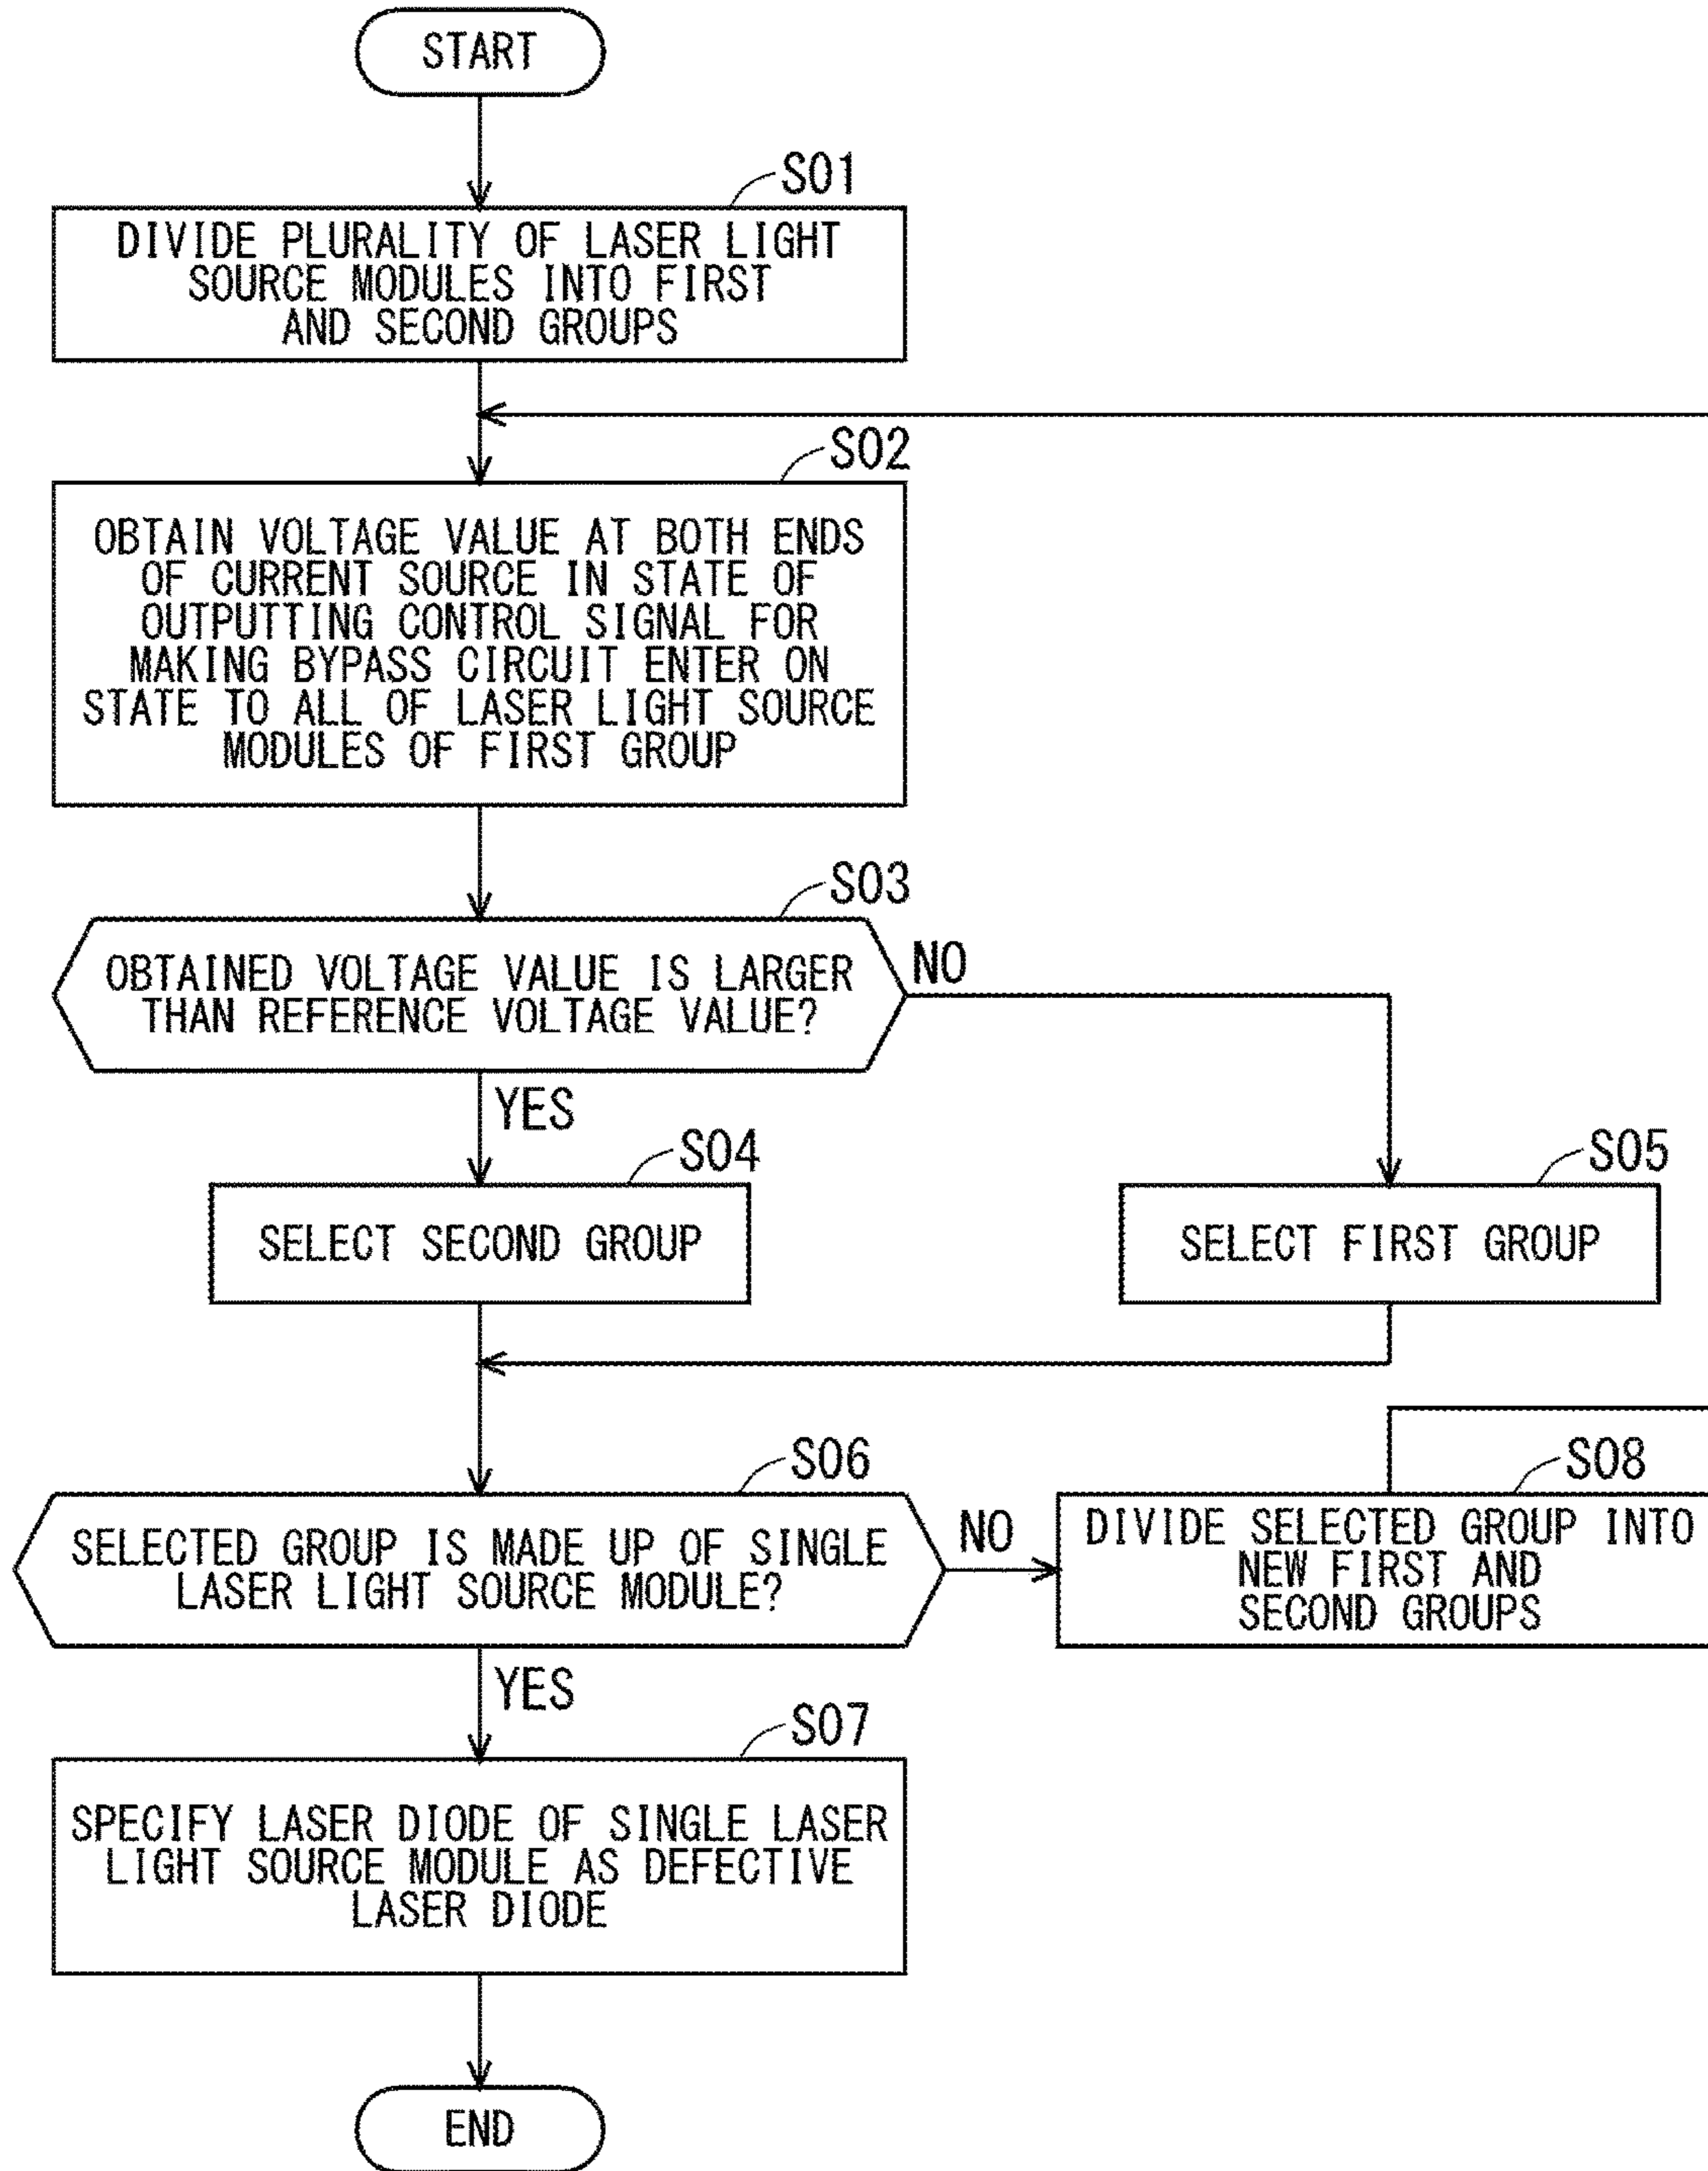 START
S01
DIVIDE PLURALITY OF LASER LIGHT
SOURCE MODULES INTO FIRST
AND SECOND GROUPS
S02
OBTAIN VOLTAGE VALUE AT BOTH ENDS
OF CURRENT SOURCE IN STATE OF
OUTPUTTING CONTROL SIGNAL FOR
MAKING BYPASS CIRCUIT ENTER ON
STATE TO ALL OF LASER LIGHT SOURCE
MODULES OF FIRST GROUP
S03
OBTAINED VOLTAGE VALUE IS LARGER
THAN REFERENCE VOLTAGE VALUE?
NO
YES
S04
SELECT SECOND GROUP
S05
SELECT FIRST GROUP
S06
SELECTED GROUP IS MADE UP OF SINGLE
LASER LIGHT SOURCE MODULE?
NO
S08
DIVIDE SELECTED GROUP INTO
NEW FIRST AND
SECOND GROUPS
YES
S07
SPECIFY LASER DIODE OF SINGLE LASER
LIGHT SOURCE MODULE AS DEFECTIVE
LASER DIODE
END